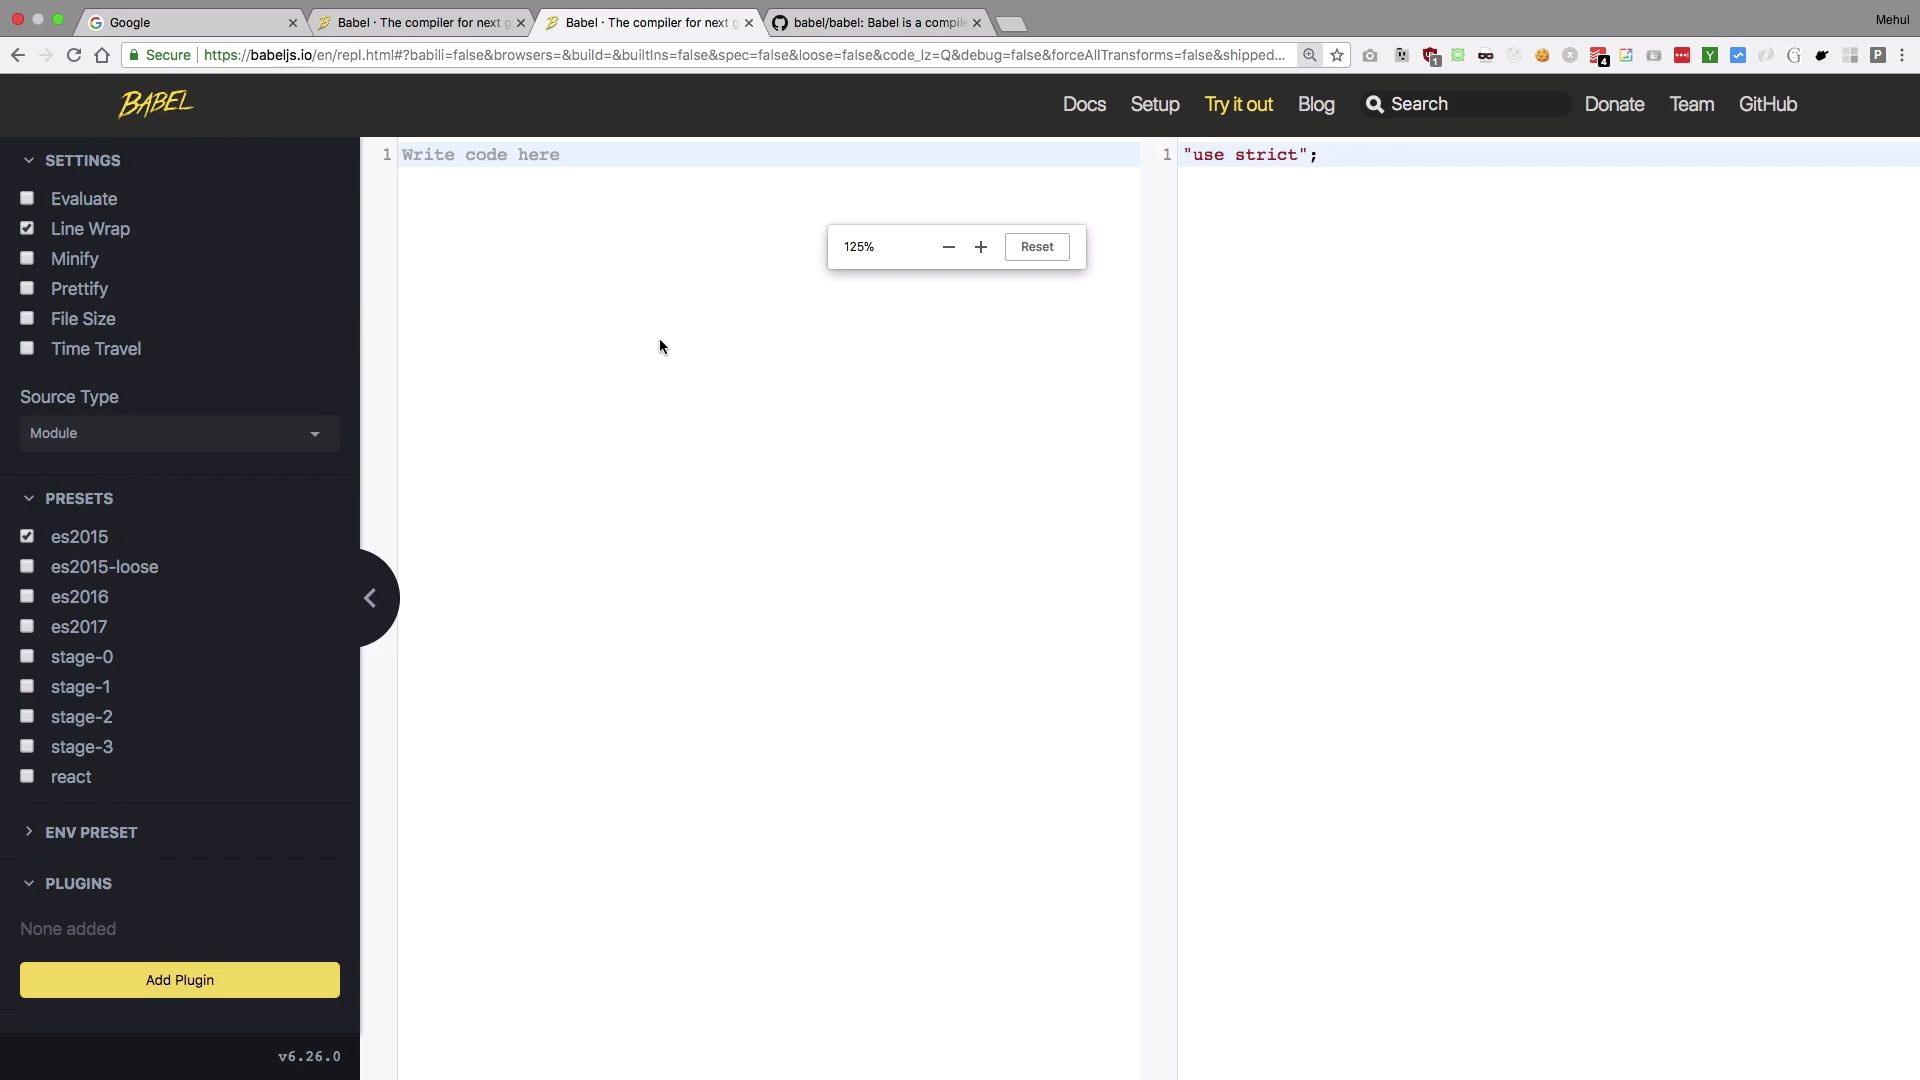 Google
Babel · The compiler for next g
Babel · The compiler for next g
babel/babel: Babel is a compile
Mehul
Secure
https://babeljs.io/en/repl.html#?babili=false&browsers=&build=&builtIns=false&spec=false&loose=false&code_lz=Q&debug=false&forceAllTransforms=false&shipped...
1
4
Y
G
P
BABEL
Docs
Setup
Try it out
Blog
Search
Donate
Team
GitHub
SETTINGS
Evaluate
Line Wrap
Minify
Prettify
File Size
Time Travel
Source Type
Module
PRESETS
es2015
es2015-loose
es2016
es2017
stage-0
stage-1
stage-2
stage-3
react
ENV PRESET
PLUGINS
None added
Add Plugin
v6.26.0
1 Write code here
125%
Reset
1 "use strict";